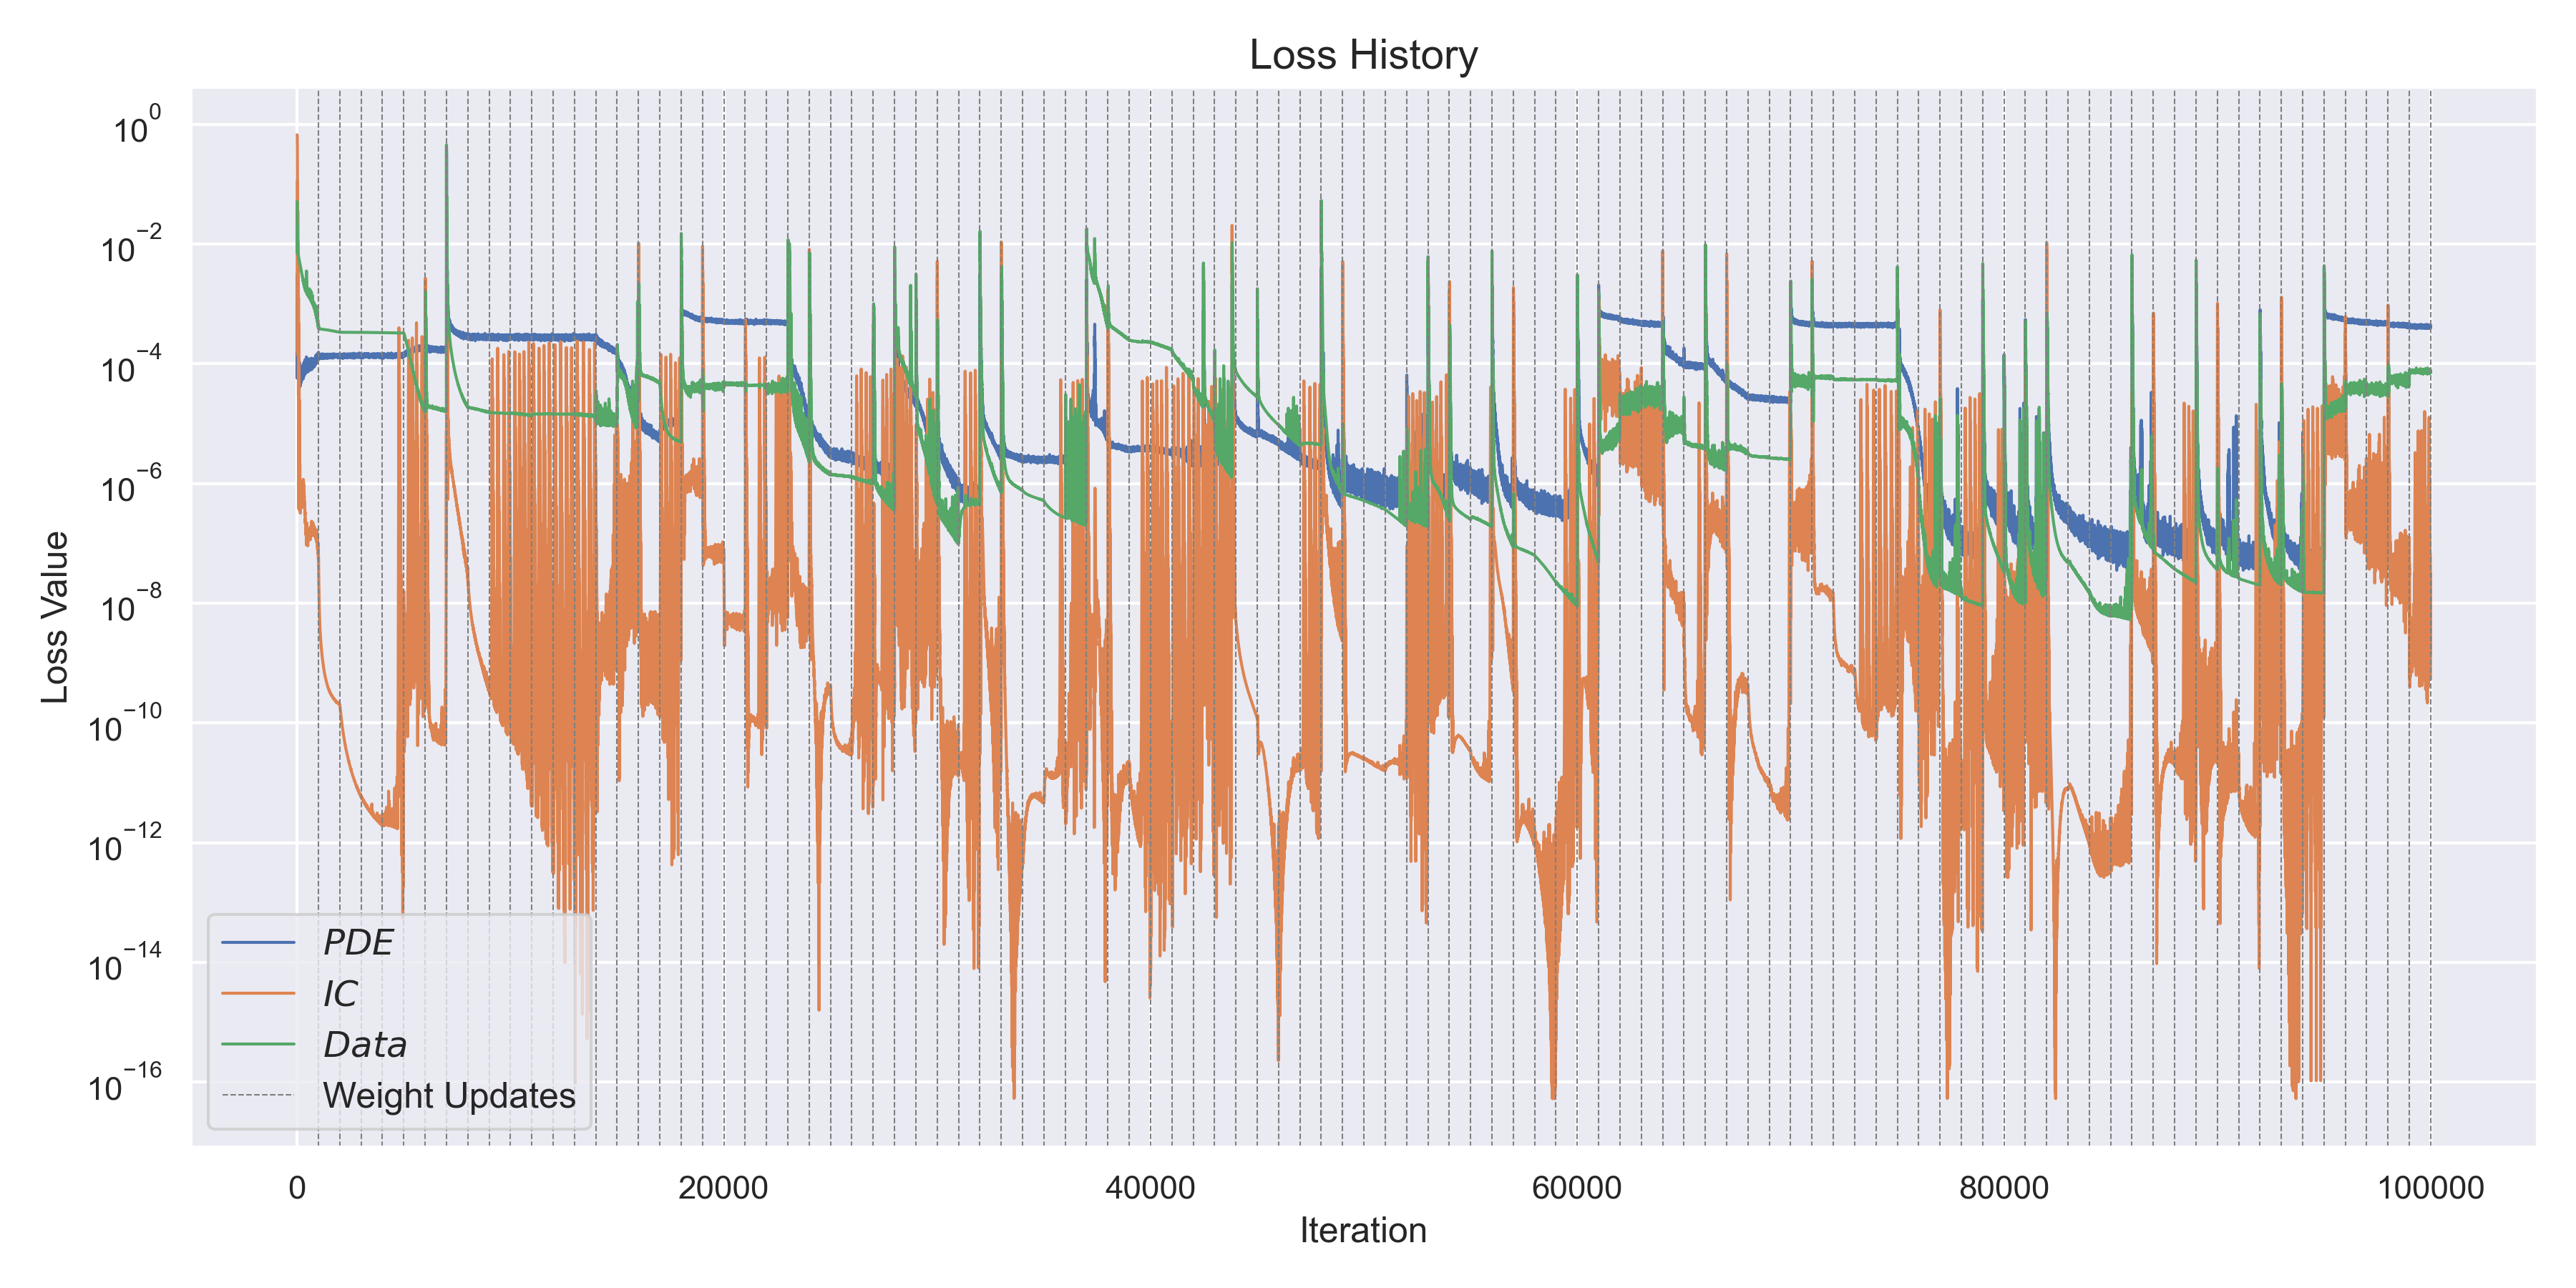 Loss History
Loss Value
10^0
10^−2
10^−4
10^−6
10^−8
10^−10
10^−12
10^−14
10^−16
PDE
IC
Data
Weight Updates
0 20000 40000 60000 80000 100000
Iteration